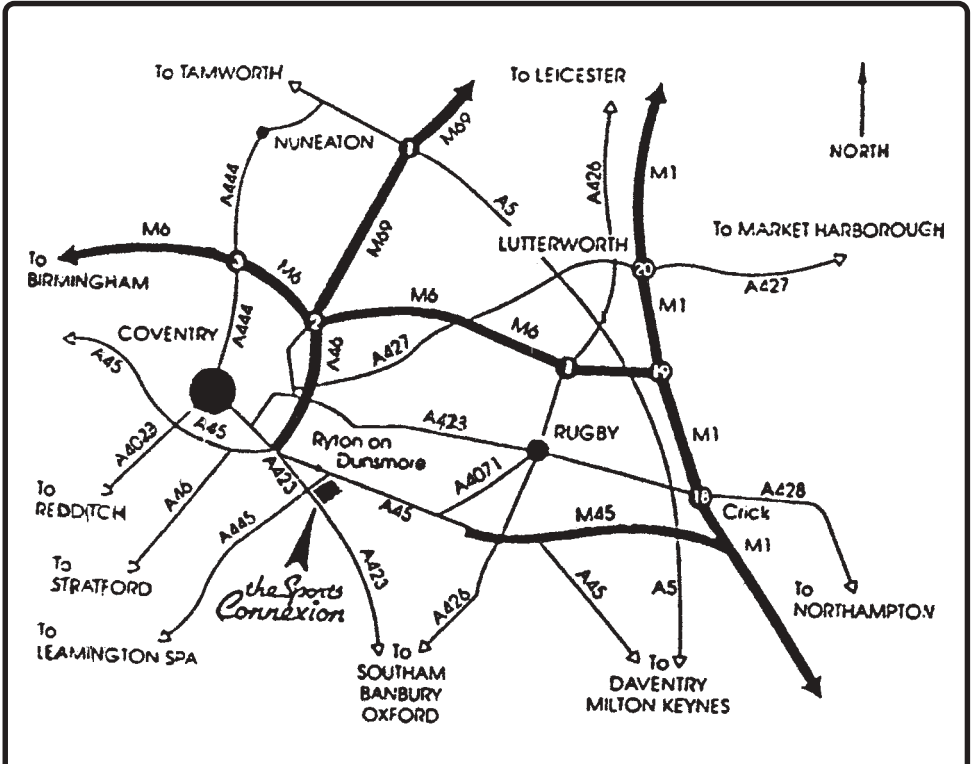 To TAMWORTH
To LEICESTER
NORTH
NUNEATON
M69
A444
A426
M1
A5
M69
LUTTERWORTH
To MARKET HARBOROUGH
M6
To
BIRMINGHAM
M6
20
A427
M1
M6
COVENTRY
A444
2
A46
M6
A427
A45
19
A423
RUGBY
M1
A4023
A45
Ryton on
Dunsmore
A423
A4071
To
REDDITCH
A46
A445
A45
M45
18
Crick
A428
M1
To
STRATFORD
the Sports
Connexion
A423
A426
A45
A5
To
NORTHAMPTON
To
LEAMINGTON SPA
To
SOUTHAM
BANBURY
OXFORD
To
DAVENTRY
MILTON KEYNES